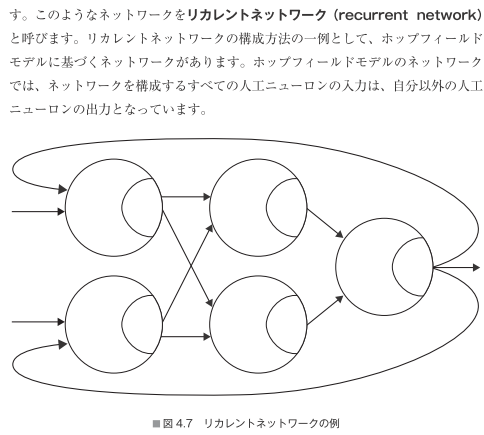 す。このようなネットワークをリカレントネットワーク（recurrent network）
と呼びます。リカレントネットワークの構成方法の一例として、ホップフィールド
モデルに基づくネットワークがあります。ホップフィールドモデルのネットワーク
では、ネットワークを構成するすべての人工ニューロンの入力は、自分以外の人工
ニューロンの出力となっています。
■図 4.7　リカレントネットワークの例